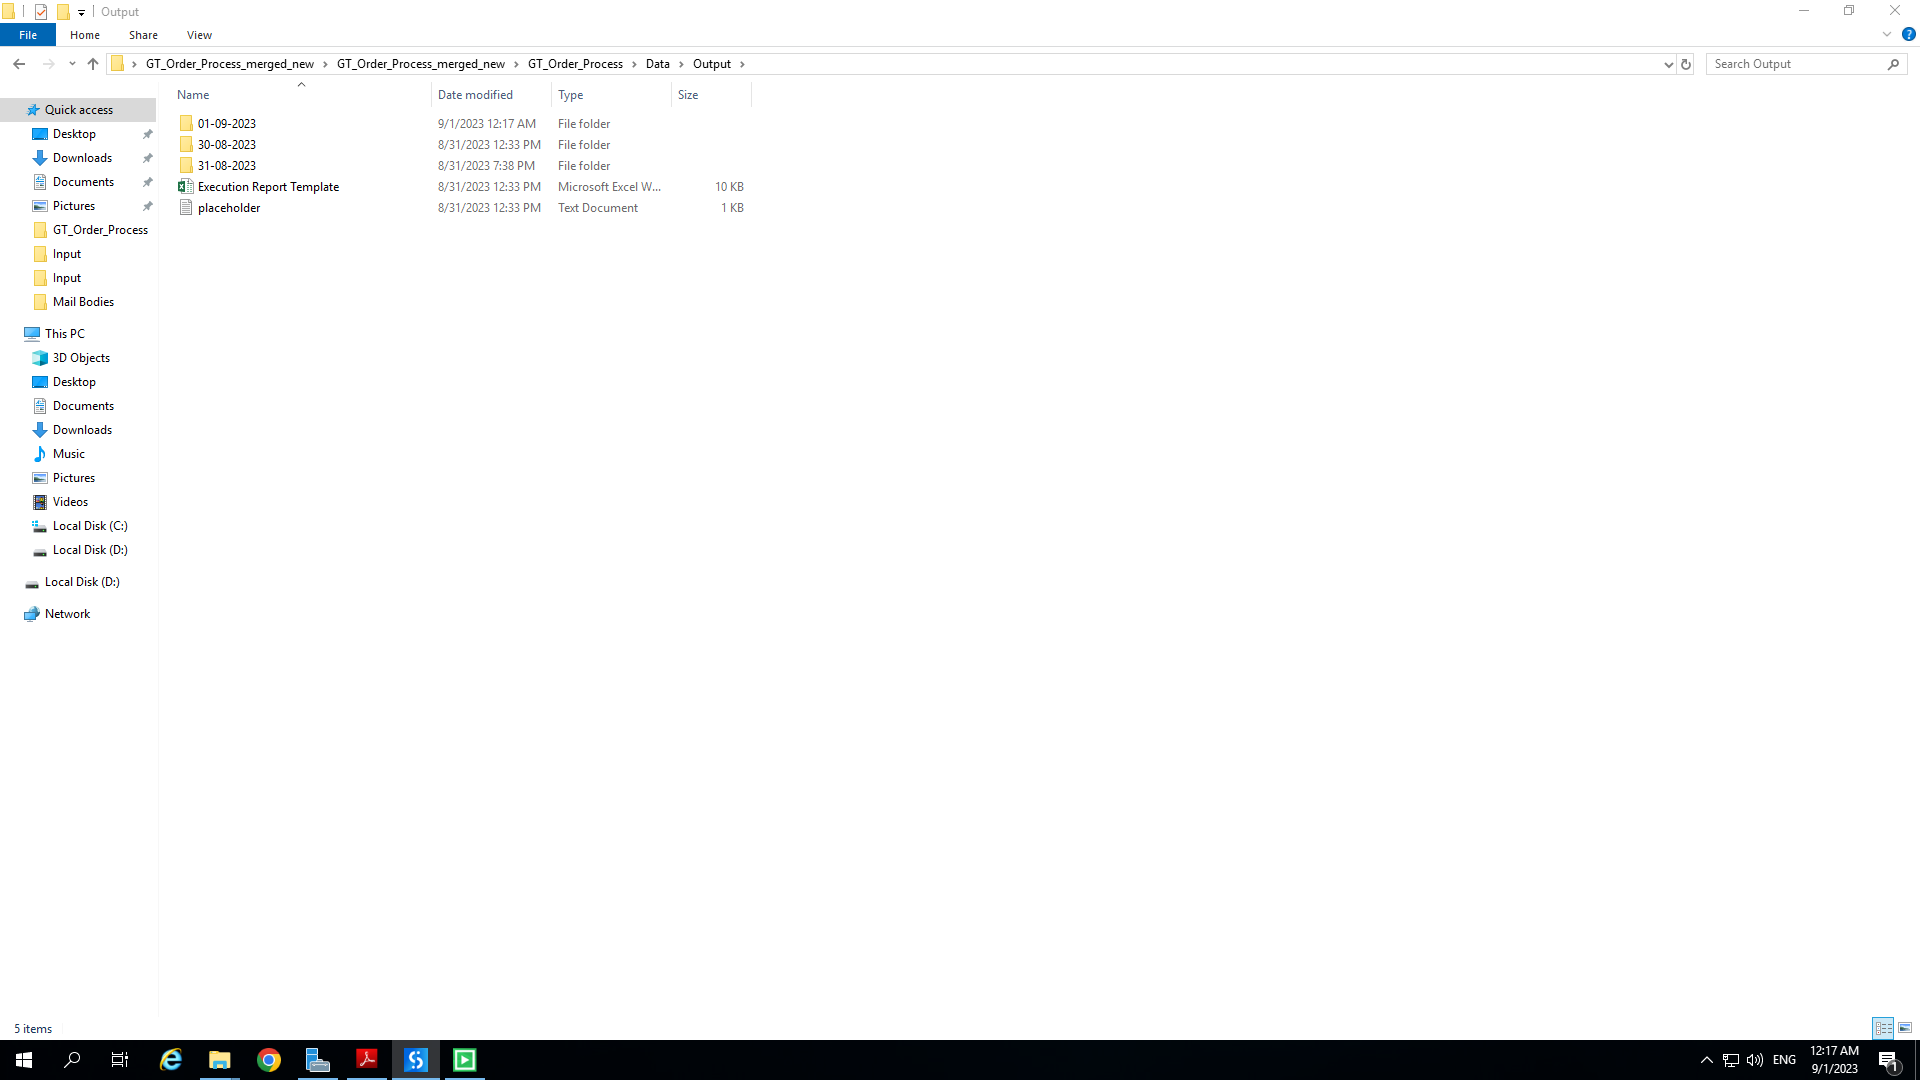 Output
File Home Share View
GT_Order_Process_merged_new GT_Order_Process_merged_new GT_Order_Process Data Output
Search Output
Name Date modified Type Size
01-09-2023 9/1/2023 12:17 AM File folder
30-08-2023 8/31/2023 12:33 PM File folder
31-08-2023 8/31/2023 7:38 PM File folder
Execution Report Template 8/31/2023 12:33 PM Microsoft Excel W... 10 KB
placeholder 8/31/2023 12:33 PM Text Document 1 KB
Quick access
Desktop
Downloads
Documents
Pictures
GT_Order_Process
Input
Input
Mail Bodies
This PC
3D Objects
Desktop
Documents
Downloads
Music
Pictures
Videos
Local Disk (C:)
Local Disk (D:)
Local Disk (D:)
Network
5 items
ENG
12:17 AM
9/1/2023
1